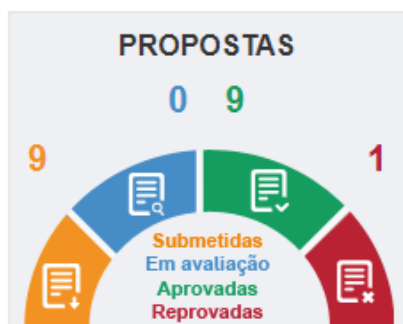 PROPOSTAS
0 9
9 1
Submetidas
Em avaliação
Aprovadas
Reprovadas